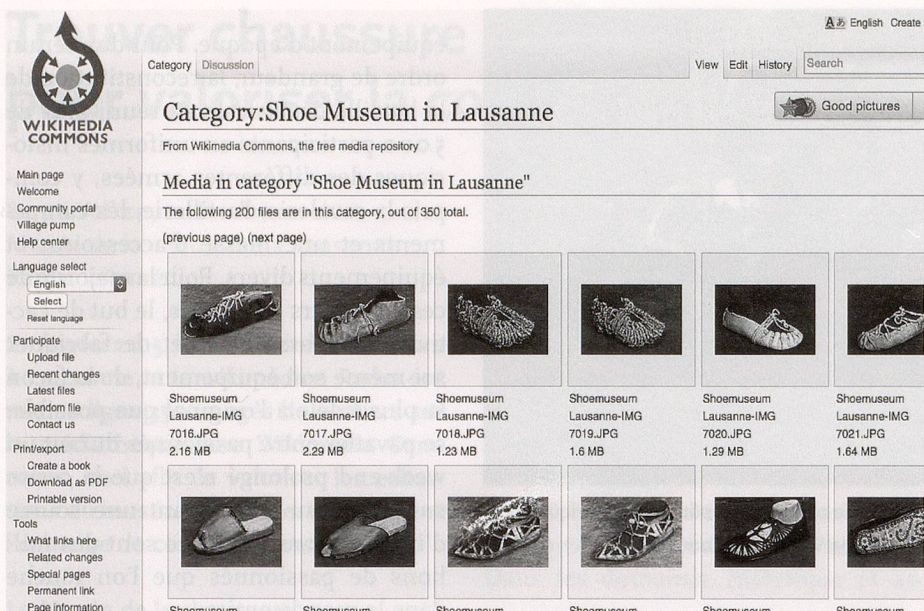 English Create
Category Discussion
View Edit History Search
WIKIMEDIA
COMMONS
Category:Shoe Museum in Lausanne
Good pictures
From Wikimedia Commons, the free media repository
Media in category "Shoe Museum in Lausanne"
The following 200 files are in this category, out of 350 total.
(previous page) (next page)
Main page
Welcome
Community portal
Village pump
Help center
Language select
English
Select
Reset language
Participate
Upload file
Recent changes
Latest files
Random file
Contact us
Print/export
Create a book
Download as PDF
Printable version
Tools
What links here
Related changes
Special pages
Permanent link
Page information
Shoemuseum
Lausanne-IMG
7016.JPG
2.16 MB
Shoemuseum
Lausanne-IMG
7017.JPG
2.29 MB
Shoemuseum
Lausanne-IMG
7018.JPG
1.23 MB
Shoemuseum
Lausanne-IMG
7019.JPG
1.6 MB
Shoemuseum
Lausanne-IMG
7020.JPG
1.29 MB
Shoemuseum
Lausanne-IMG
7021.JPG
1.64 MB
Shoemuseum
Shoemuseum
Shoemuseum
Shoemuseum
Shoemuseum
Shoemuseum